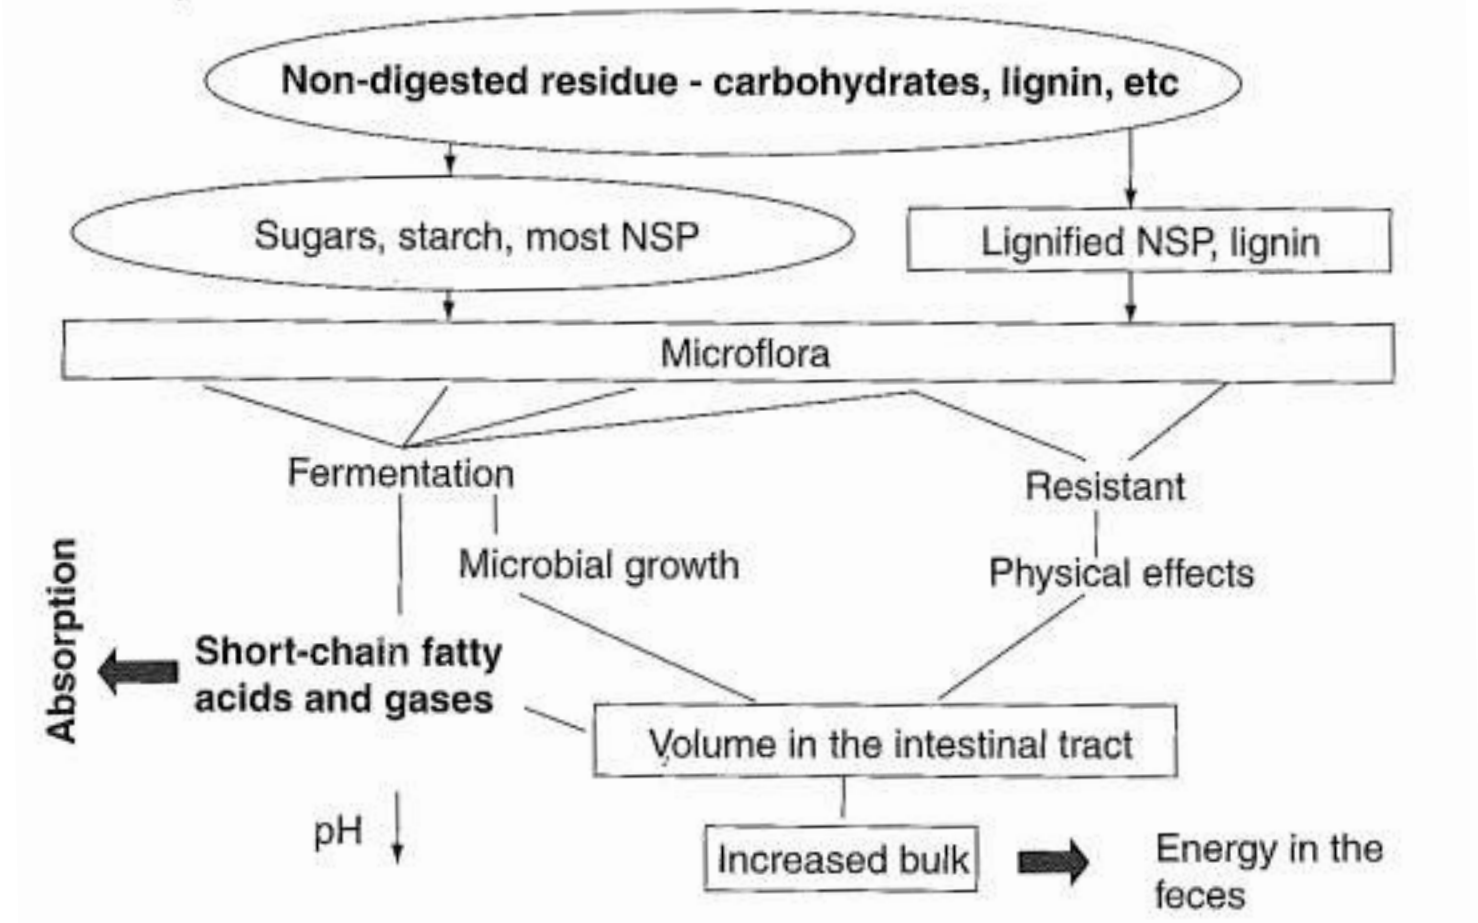 Non-digested residue - carbohydrates, lignin, etc
Sugars, starch, most NSP
Lignified NSP, lignin
Microflora
Fermentation
Resistant
Microbial growth
Physical effects
Absorption
Short-chain fatty
acids and gases
Volume in the intestinal tract
pH
Increased bulk
Energy in the
feces